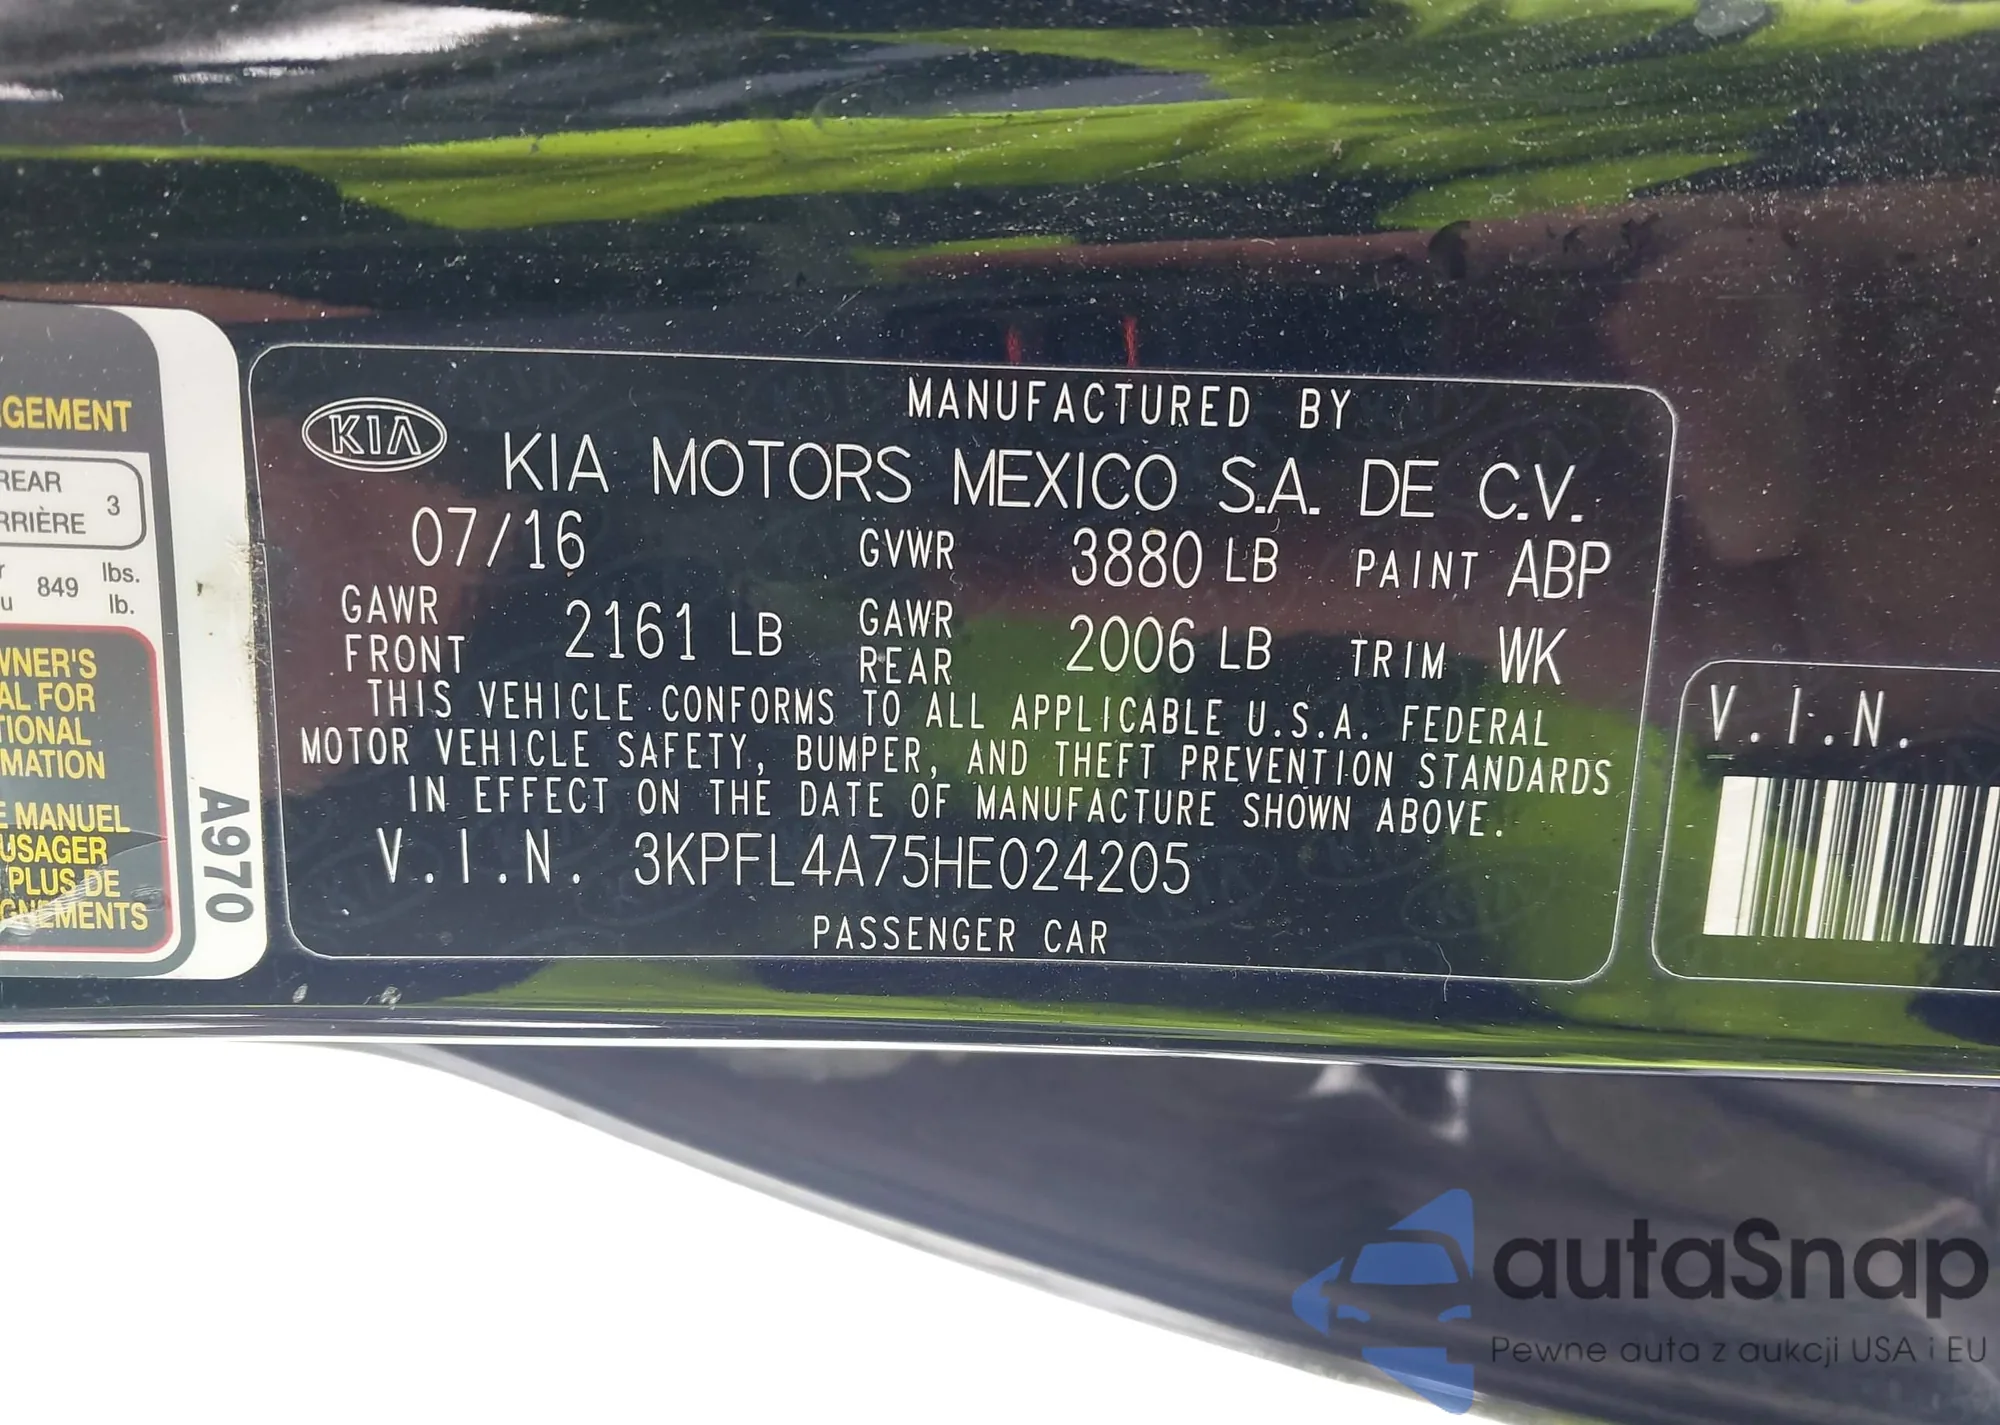 GEMENT
REAR
RRIÈRE
3
849
lbs.
lb.
WNER'S
AL FOR
TIONAL
MATION
E MANUEL
USAGER
PLUS DE
GNEMENTS
A970
KIA
MANUFACTURED BY
KIA MOTORS MEXICO S.A. DE C.V.
07/16 GVWR 3880 LB PAINT ABP
GAWR FRONT 2161 LB GAWR REAR 2006 LB TRIM WK
THIS VEHICLE CONFORMS TO ALL APPLICABLE U.S.A. FEDERAL
MOTOR VEHICLE SAFETY, BUMPER, AND THEFT PREVENTION STANDARDS
IN EFFECT ON THE DATE OF MANUFACTURE SHOWN ABOVE.
V.I.N. 3KPFL4A75HE024205
PASSENGER CAR
V.I.N.
autaSnap
Pewne auta z aukcji USA i EU